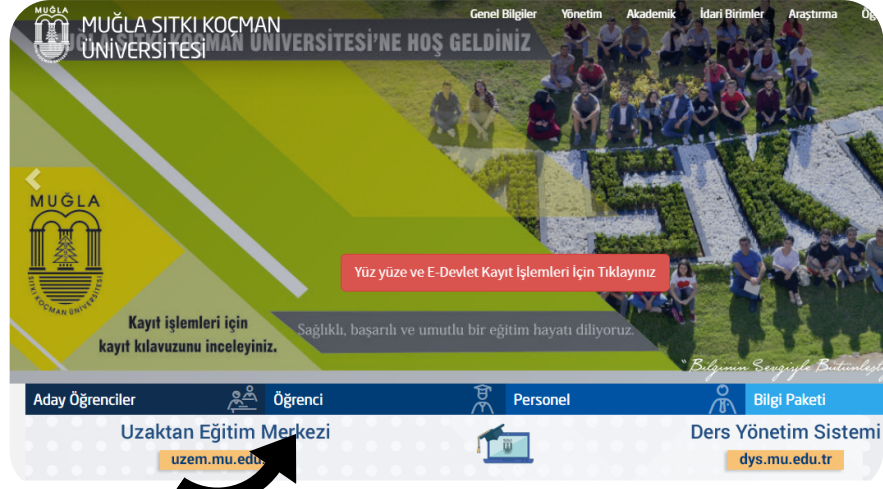 MUĞLA
MUĞLA SITKI KOÇMAN
ÜNİVERSİTESİ
Genel Bilgiler Yönetim Akademik İdari Birimler Araştırma
KOÇMAN ÜNİVERSİTESİ'NE HOŞ GELDİNİZ
MUĞLA
SITKI KOÇMAN ÜNİVERSİTESİ
Yüz yüze ve E-Devlet Kayıt İşlemleri İçin Tıklayınız
Kayıt işlemleri için
kayıt kılavuzunu inceleyiniz.
Sağlıklı, başarılı ve umutlu bir eğitim hayatı diliyoruz.
"Bilginin Sevgiyle
Aday Öğrenciler Öğrenci Personel Bilgi Paketi
Uzaktan Eğitim Merkezi Ders Yönetim Sistemi
uzem.mu.edu. dys.mu.edu.tr